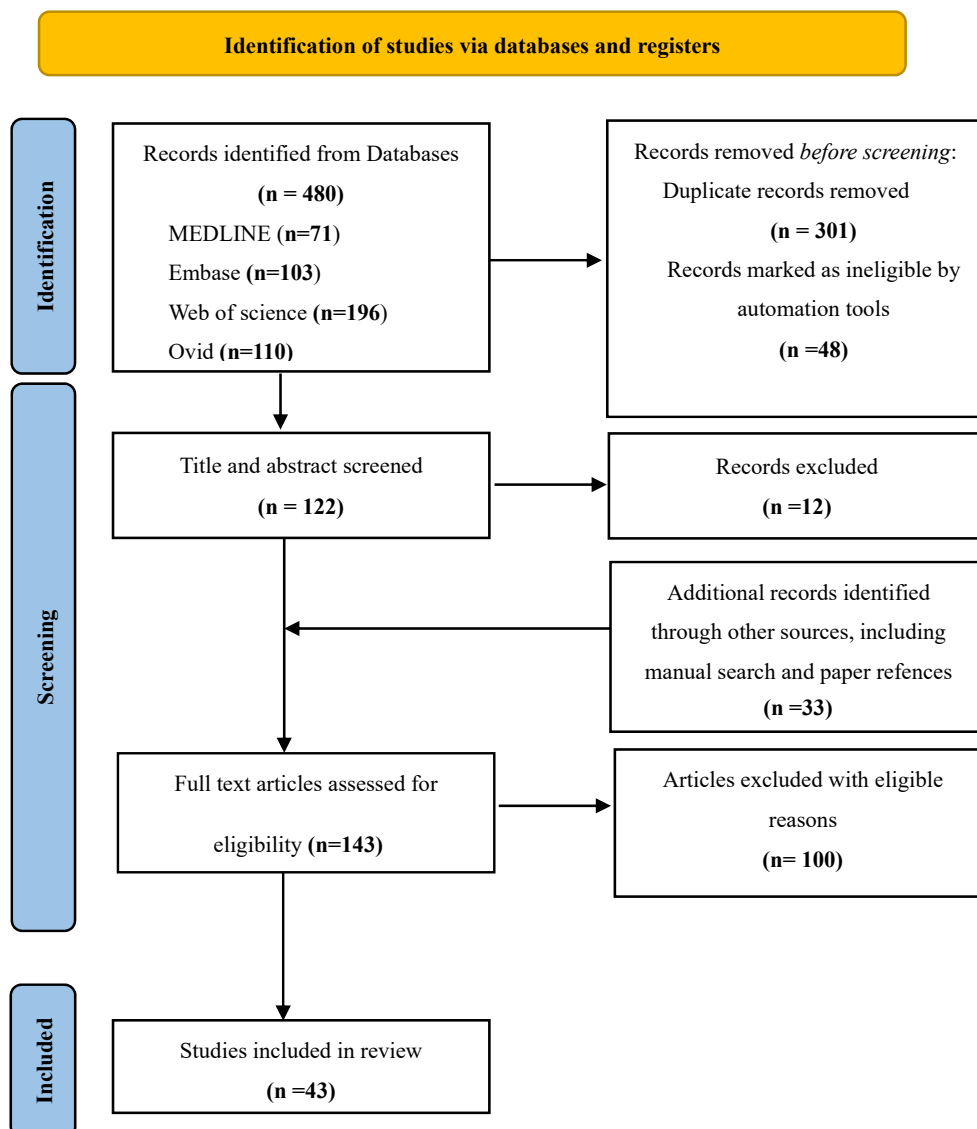 Identification of studies via databases and registers
Identification
Records identified from Databases
(n = 480)
MEDLINE (n=71)
Embase (n=103)
Web of science (n=196)
Ovid (n=110)
Records removed before screening:
Duplicate records removed
(n = 301)
Records marked as ineligible by
automation tools
(n =48)
Screening
Title and abstract screened
(n = 122)
Records excluded
(n =12)
Additional records identified
through other sources, including
manual search and paper refences
(n =33)
Full text articles assessed for
eligibility (n=143)
Articles excluded with eligible
reasons
(n= 100)
Included
Studies included in review
(n =43)